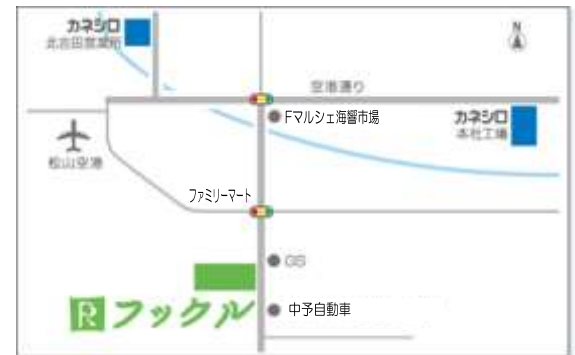 カネシロ
北吉田営業所
N
空港通り
Fマルシェ海響市場
カネシロ
本社工場
松山空港
ファミリーマート
GS
R フックル
中予自動車